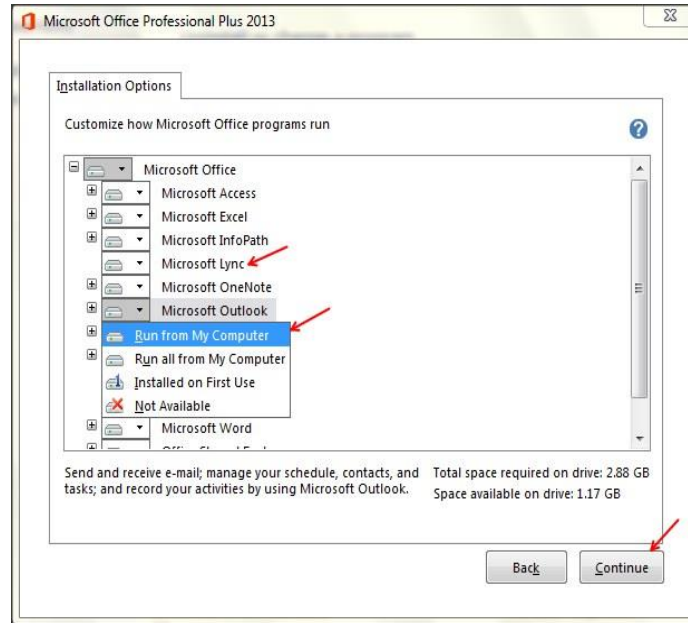 Microsoft Office Professional Plus 2013
Installation Options
Customize how Microsoft Office programs run
Microsoft Office
Microsoft Access
Microsoft Excel
Microsoft InfoPath
Microsoft Lync
Microsoft OneNote
Microsoft Outlook
Run from My Computer
Run all from My Computer
Installed on First Use
Not Available
Microsoft Word
Send and receive e-mail; manage your schedule, contacts, and
tasks; and record your activities by using Microsoft Outlook.
Total space required on drive: 2.88 GB
Space available on drive: 1.17 GB
Back
Continue